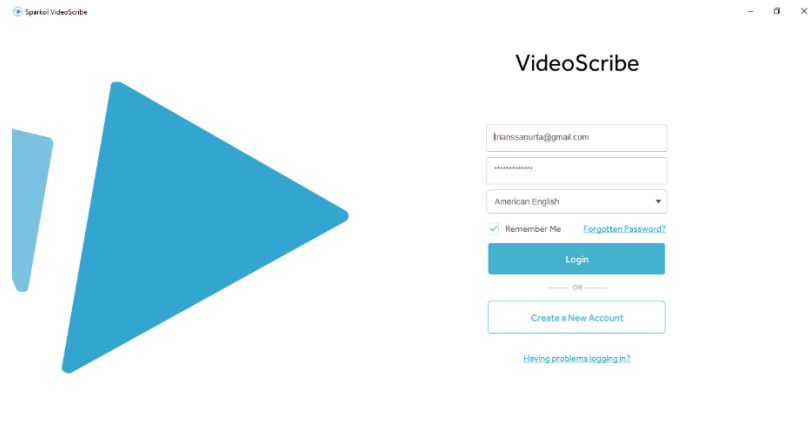 Sparkol VideoScribe
VideoScribe
trianssanurfa@gmail.com
*************
American English
Remember Me Forgotten Password?
Login
OR
Create a New Account
Having problems logging in?